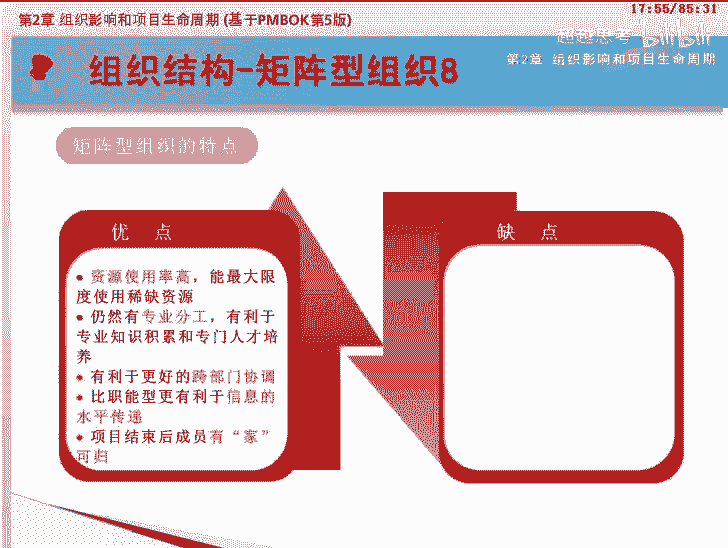 第2章 组织影响和项目生命周期 (基于PMBOK第5版)
17:55/85:31
超越思考 bilibili
组织结构-矩阵型组织8
第2章 组织影响和项目生命周期
矩阵型组织的特点
优 点
缺 点
• 资源使用率高，能最大限
度使用稀缺资源
• 仍然有专业分工，有利于
专业知识积累和专门人才培
养
• 有利于更好的跨部门协调
• 比职能型更有利于信息的
水平传递
• 项目结束后成员有“家”
可归